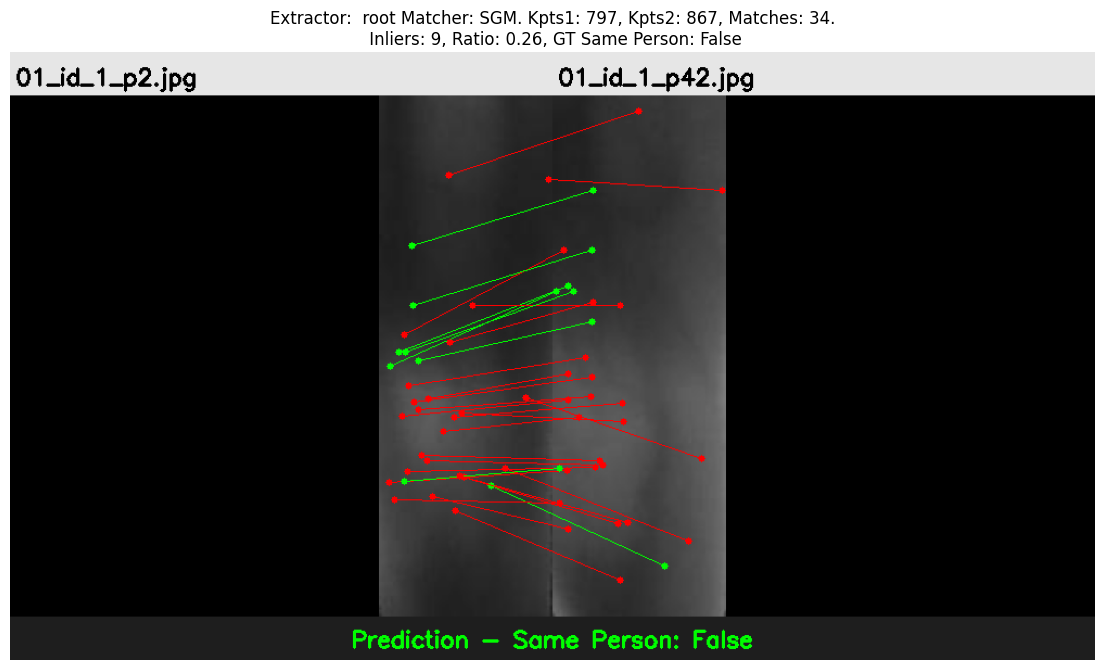 Extractor:  root Matcher: SGM. Kpts1: 797, Kpts2: 867, Matches: 34.
Inliers: 9, Ratio: 0.26, GT Same Person: False
01_id_1_p2.jpg
01_id_1_p42.jpg
Prediction - Same Person: False